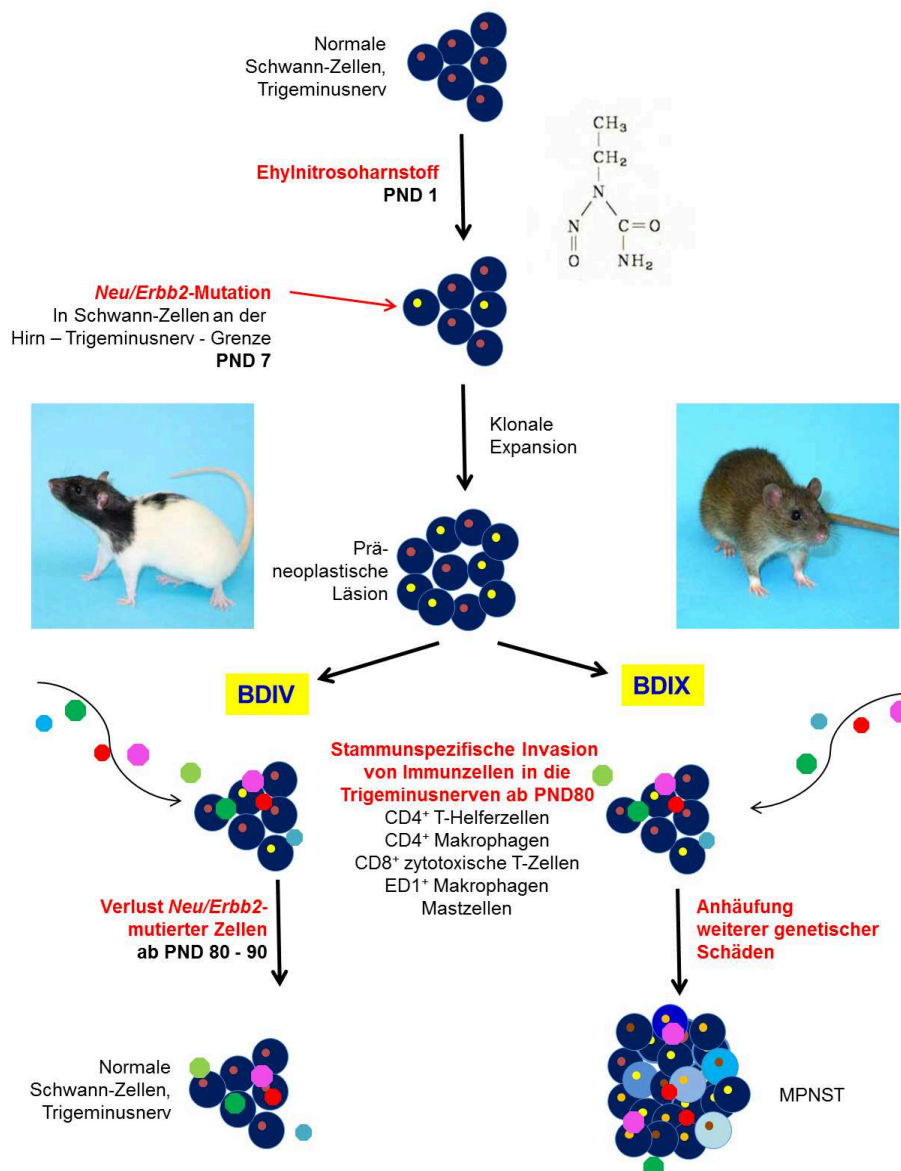 Normale
Schwann-Zellen,
Trigeminusnerv
Ehylnitrosoharnstoff
PND 1
CH₃
CH₂
N
N
C=O
O
NH₂
Neu/Erbb2-Mutation
In Schwann-Zellen an der
Hirn – Trigeminusnerv - Grenze
PND 7
Klonale
Expansion
Prä-
neoplastische
Läsion
BDIV
BDIX
Stammunspezifische Invasion
von Immunzellen in die
Trigeminusnerven ab PND80
CD4⁺ T-Helferzellen
CD4⁺ Makrophagen
CD8⁺ zytotoxische T-Zellen
ED1⁺ Makrophagen
Mastzellen
Verlust Neu/Erbb2-
mutierter Zellen
ab PND 80 - 90
Anhäufung
weiterer genetischer
Schäden
Normale
Schwann-Zellen,
Trigeminusnerv
MPNST